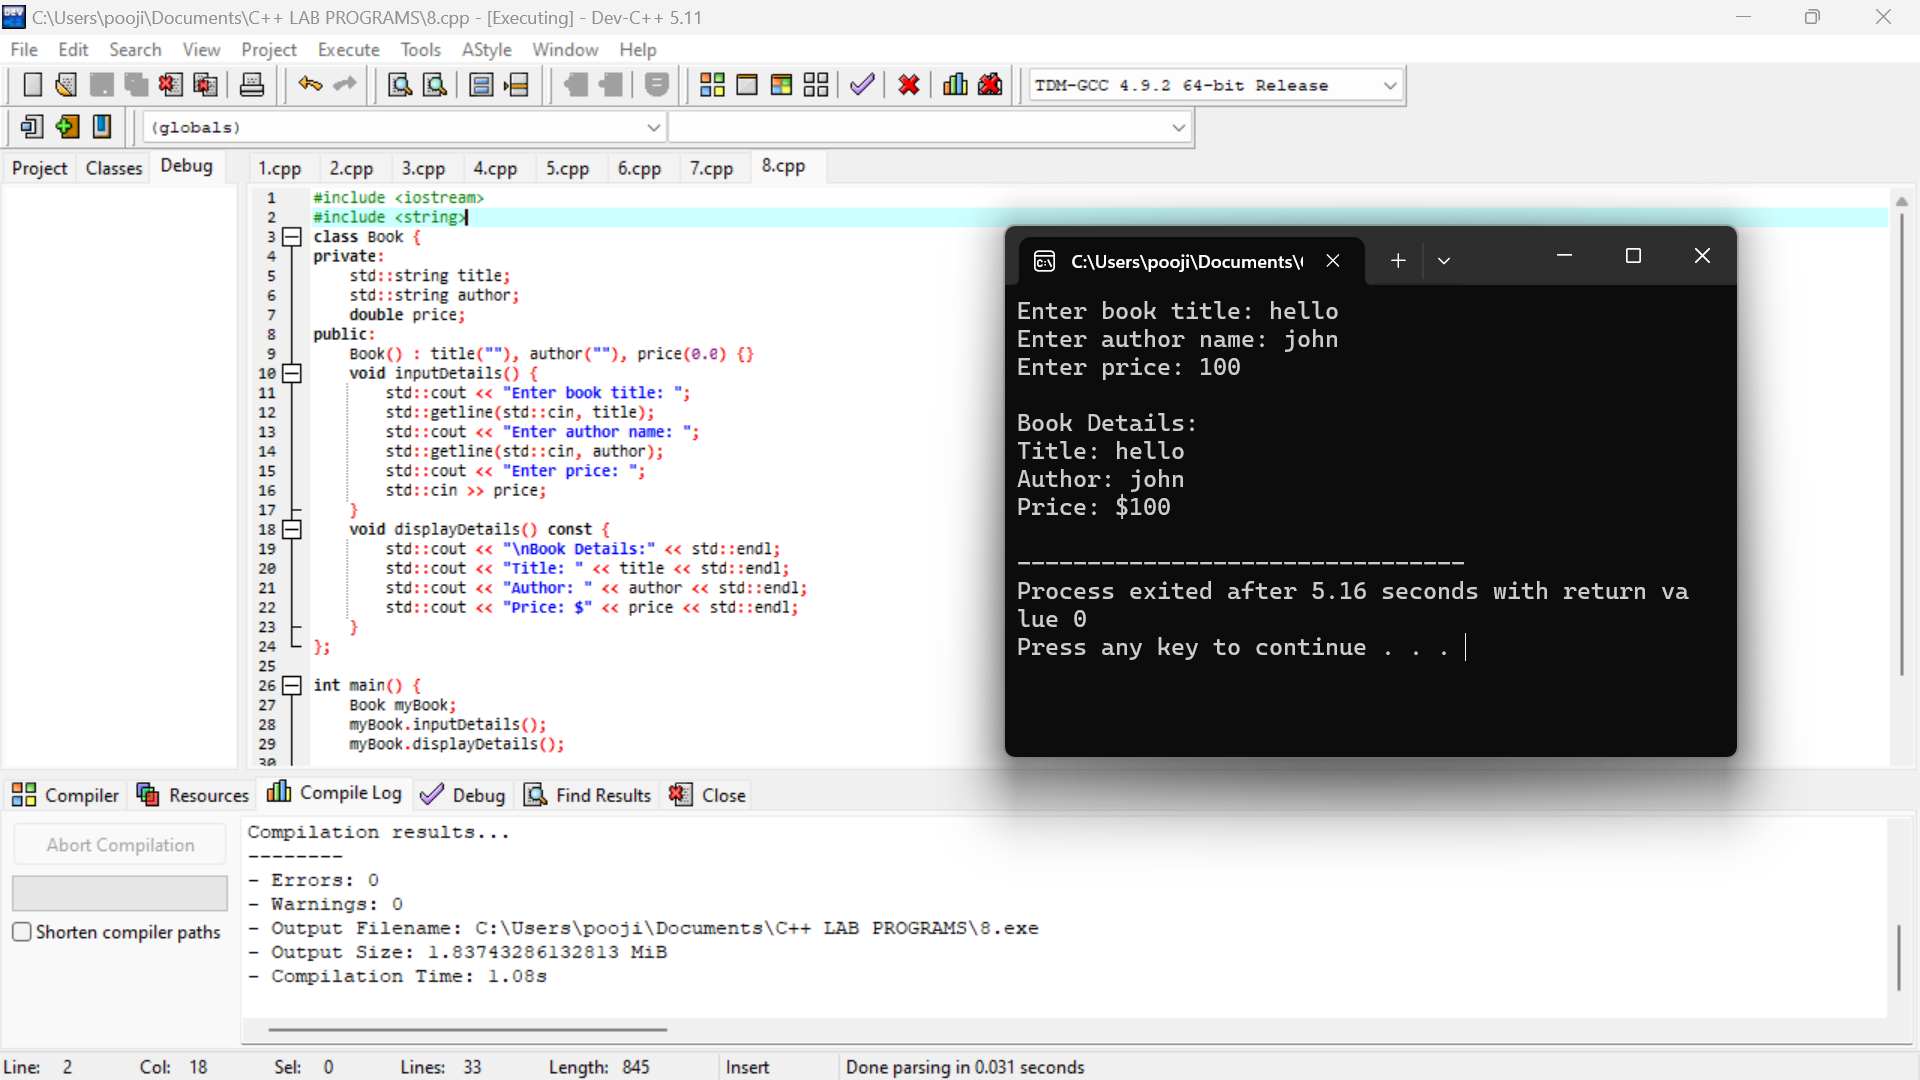 C:\Users\pooji\Documents\C++ LAB PROGRAMS\8.cpp - [Executing] - Dev-C++ 5.11
File Edit Search View Project Execute Tools AStyle Window Help
TDM-GCC 4.9.2 64-bit Release
(globals)
Project Classes Debug
1.cpp 2.cpp 3.cpp 4.cpp 5.cpp 6.cpp 7.cpp 8.cpp
1 #include <iostream>
2 #include <string>
3 class Book {
4 private:
5 std::string title;
6 std::string author;
7 double price;
8 public:
9 Book() : title(""), author(""), price(0.0) {}
10 void inputDetails() {
11 std::cout << "Enter book title: ";
12 std::getline(std::cin, title);
13 std::cout << "Enter author name: ";
14 std::getline(std::cin, author);
15 std::cout << "Enter price: ";
16 std::cin >> price;
17 }
18 void displayDetails() const {
19 std::cout << "\nBook Details:" << std::endl;
20 std::cout << "Title: " << title << std::endl;
21 std::cout << "Author: " << author << std::endl;
22 std::cout << "Price: $" << price << std::endl;
23 }
24 };
25
26 int main() {
27 Book myBook;
28 myBook.inputDetails();
29 myBook.displayDetails();
30
C:\Users\pooji\Documents\
Enter book title: hello
Enter author name: john
Enter price: 100
Book Details:
Title: hello
Author: john
Price: $100
--------------------------------
Process exited after 5.16 seconds with return va
lue 0
Press any key to continue . . .
Compiler Resources Compile Log Debug Find Results Close
Abort Compilation
Shorten compiler paths
Compilation results...
--------
- Errors: 0
- Warnings: 0
- Output Filename: C:\Users\pooji\Documents\C++ LAB PROGRAMS\8.exe
- Output Size: 1.83743286132813 MiB
- Compilation Time: 1.08s
Line: 2 Col: 18 Sel: 0 Lines: 33 Length: 845 Insert Done parsing in 0.031 seconds